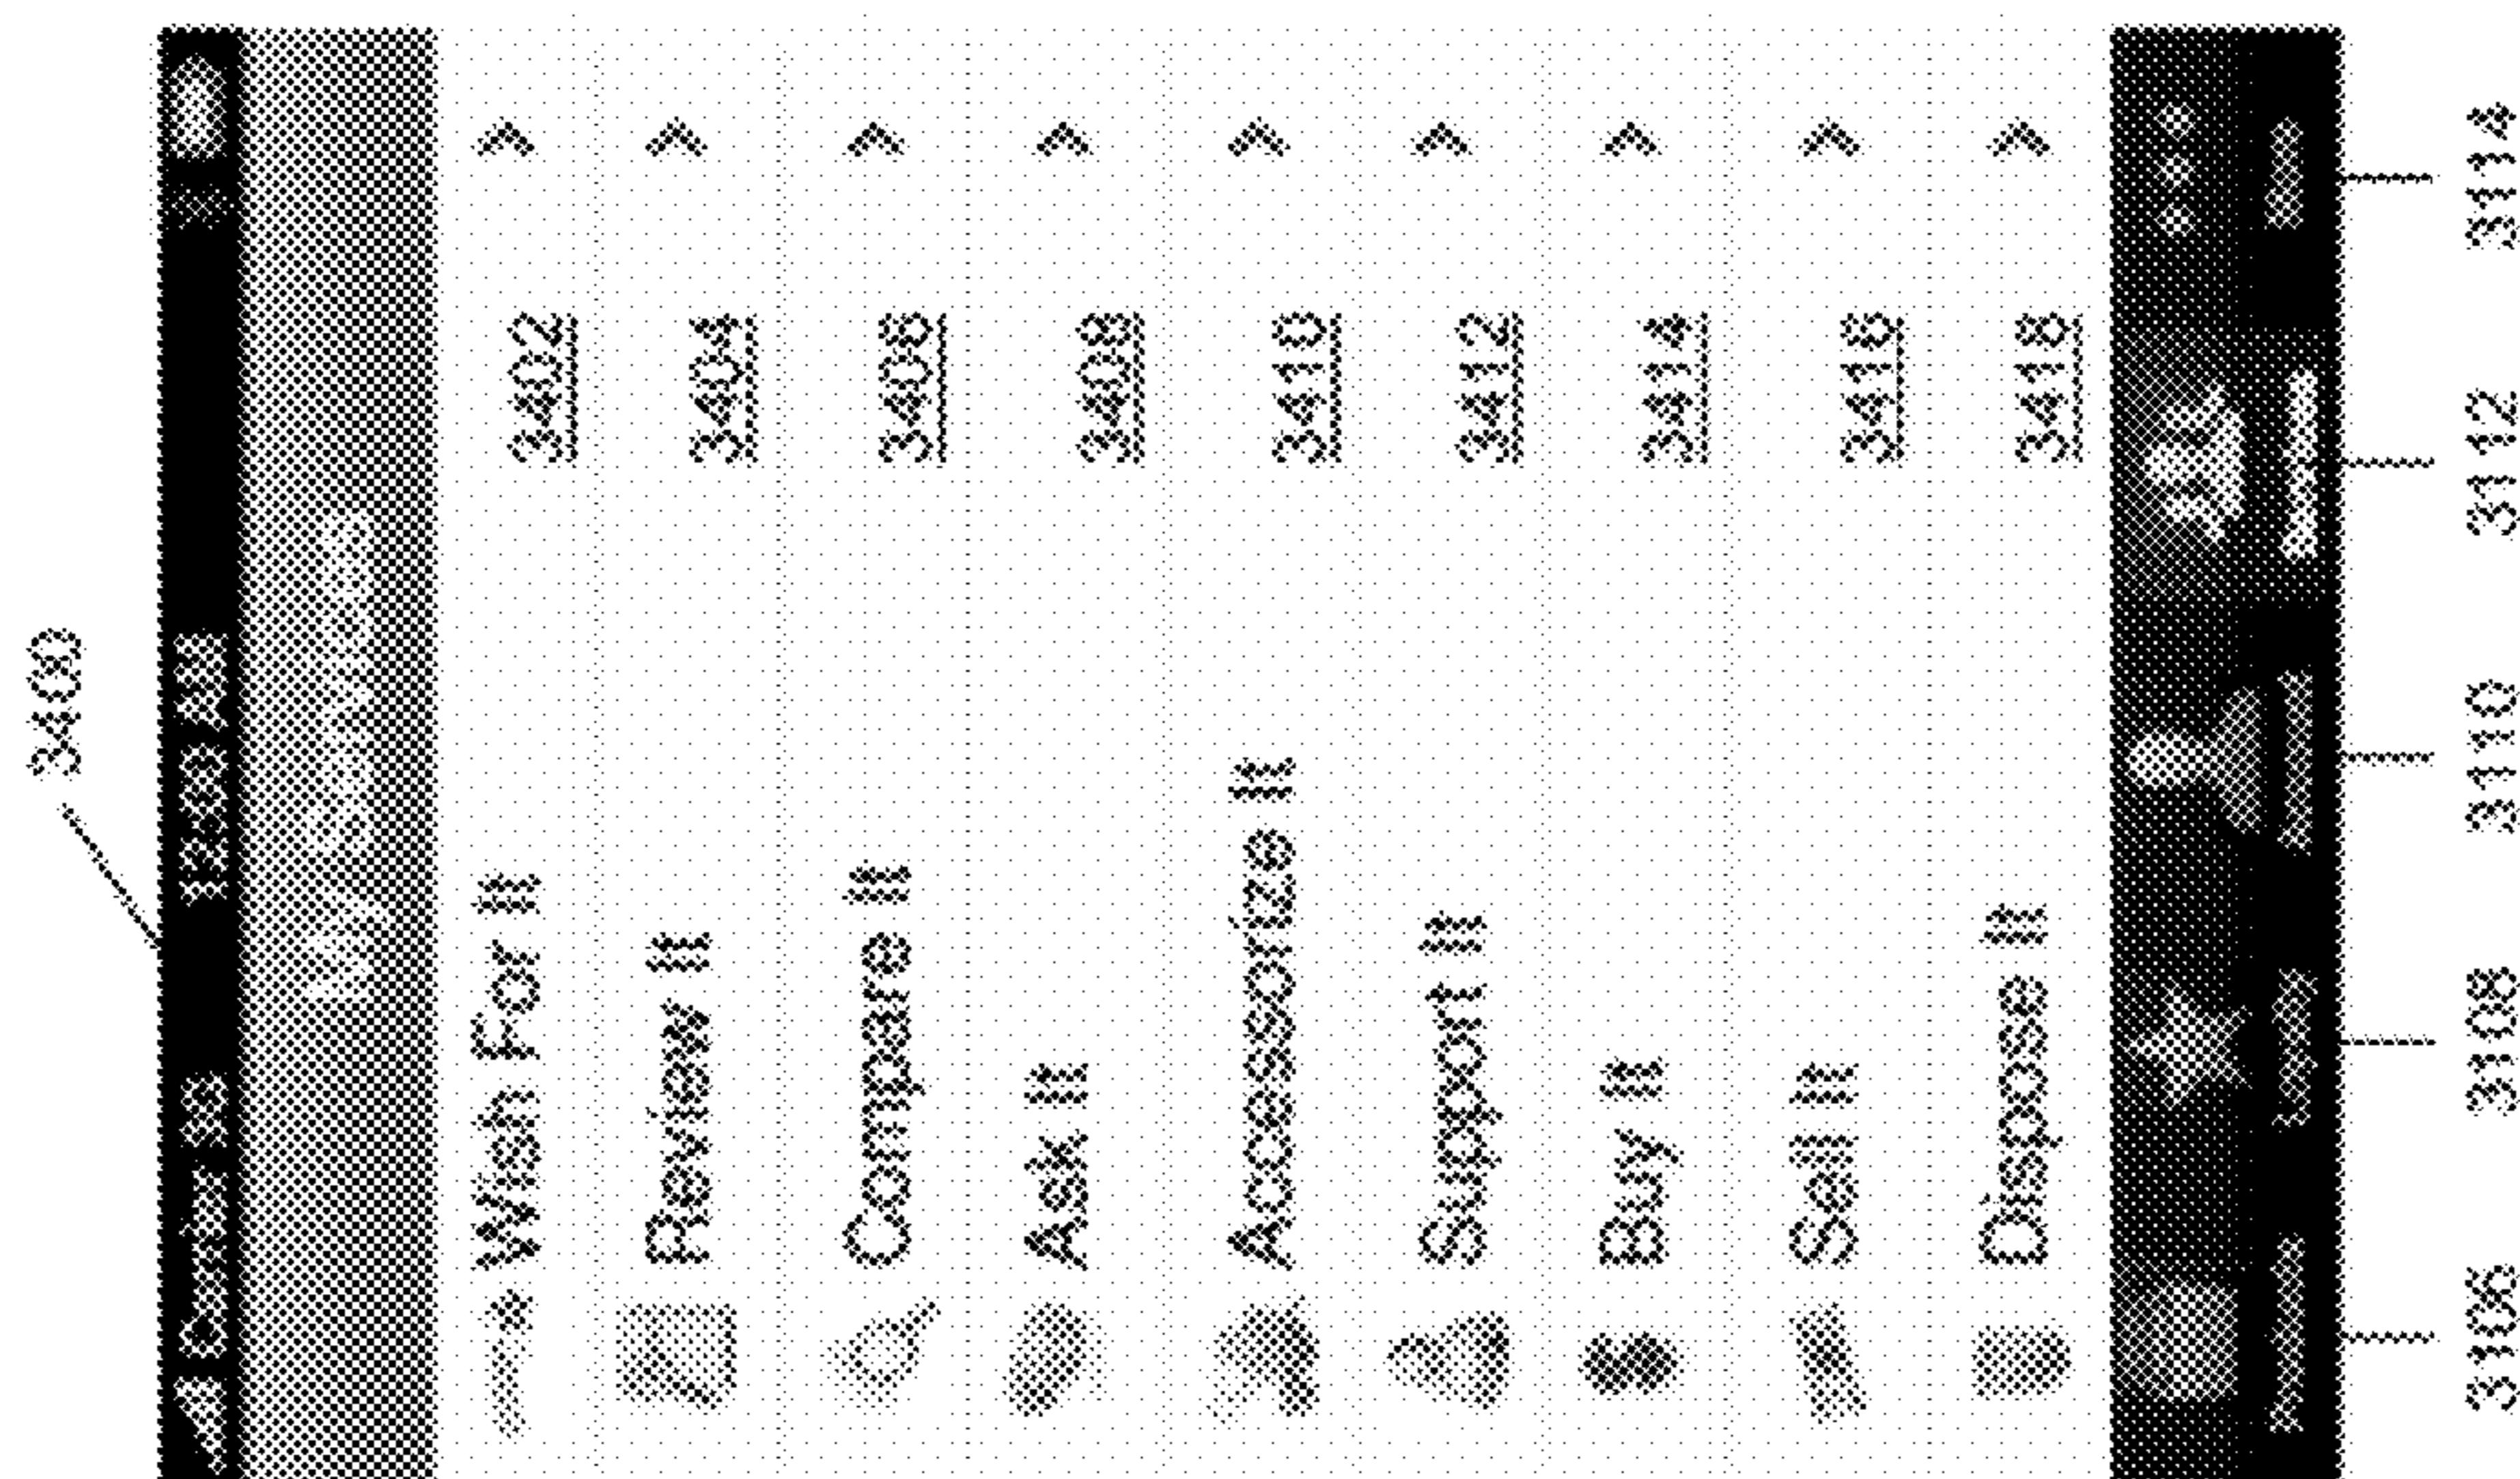 3400
Wish For It 3402
Review It 3404
Compare It 3406
Ask It 3408
Accessorize It 3410
Support It 3412
Buy It 3414
Sell It 3416
Dispose It 3418
3106 3108 3110 3112 3114